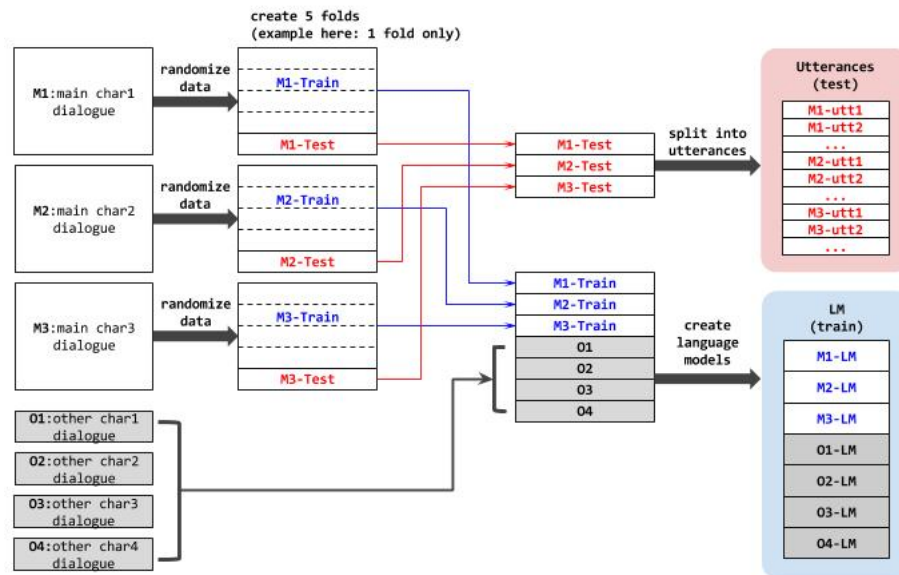 create 5 folds
(example here: 1 fold only)
M1:main char1
dialogue
randomize
data
M1-Train
M1-Test
M2:main char2
dialogue
randomize
data
M2-Train
M2-Test
M3:main char3
dialogue
randomize
data
M3-Train
M3-Test
O1:other char1
dialogue
O2:other char2
dialogue
O3:other char3
dialogue
O4:other char4
dialogue
M1-Test
M2-Test
M3-Test
split into
utterances
M1-Train
M2-Train
M3-Train
O1
O2
O3
O4
create
language
models
Utterances
(test)
M1-utt1
M1-utt2
...
M2-utt1
M2-utt2
...
M3-utt1
M3-utt2
...
LM
(train)
M1-LM
M2-LM
M3-LM
O1-LM
O2-LM
O3-LM
O4-LM